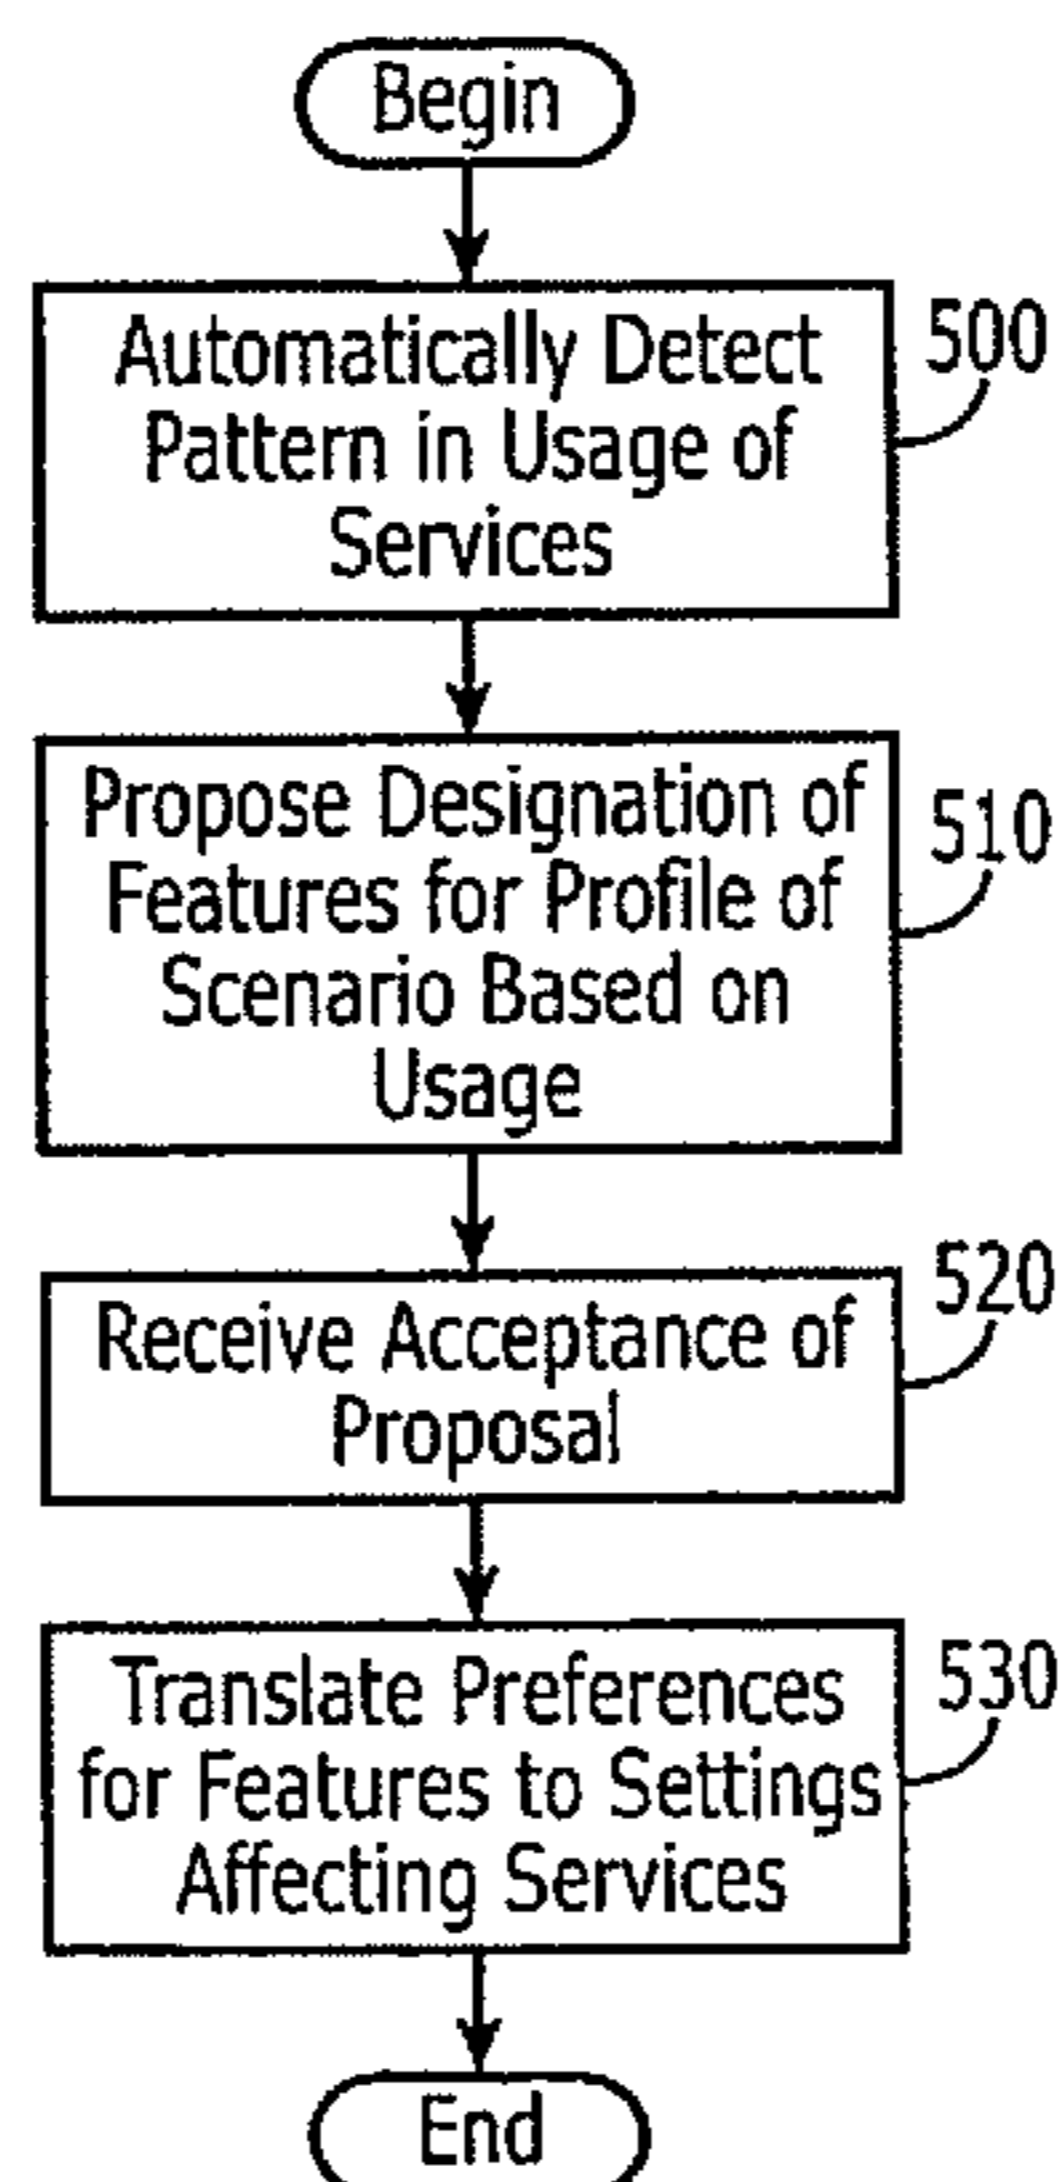 Begin
Automatically Detect
Pattern in Usage of
Services
500
Propose Designation of
Features for Profile of
Scenario Based on
Usage
510
Receive Acceptance of
Proposal
520
Translate Preferences
for Features to Settings
Affecting Services
530
End